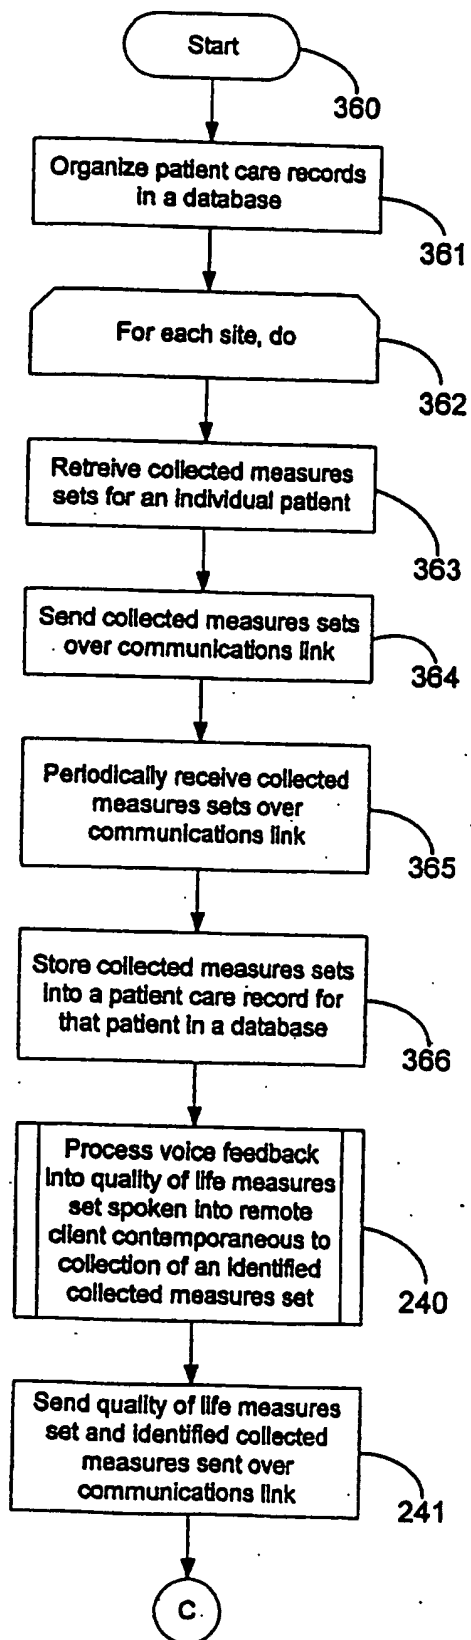 Start
360
Organize patient care records
in a database
361
For each site, do
362
Retreive collected measures
sets for an individual patient
363
Send collected measures sets
over communications link
364
Periodically receive collected
measures sets over
communications link
365
Store collected measures sets
into a patient care record for
that patient in a database
366
Process voice feedback
into quality of life measures
set spoken into remote
client contemporaneous to
collection of an identified
collected measures set
240
Send quality of life measures
set and identified collected
measures sent over
communications link
241
C